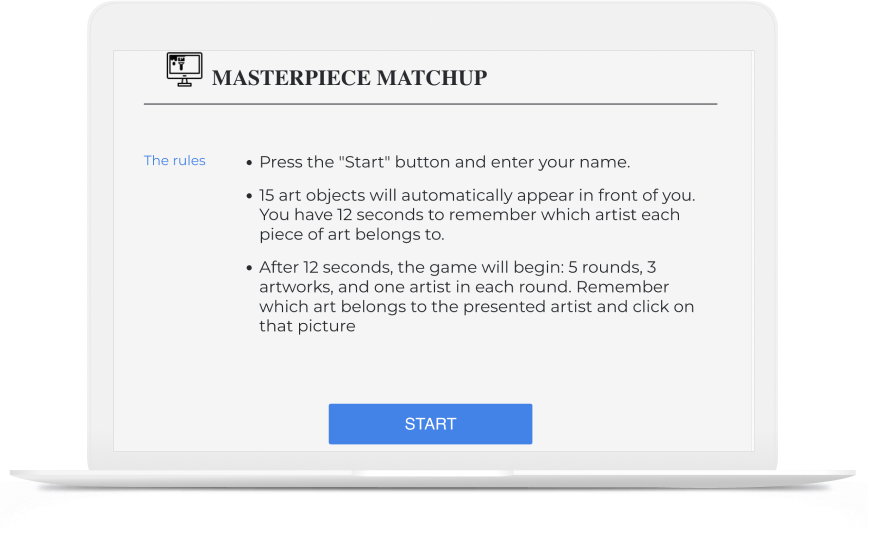 MASTERPIECE MATCHUP
The rules
• Press the "Start" button and enter your name.
• 15 art objects will automatically appear in front of you.
You have 12 seconds to remember which artist each
piece of art belongs to.
• After 12 seconds, the game will begin: 5 rounds, 3
artworks, and one artist in each round. Remember
which art belongs to the presented artist and click on
that picture
START